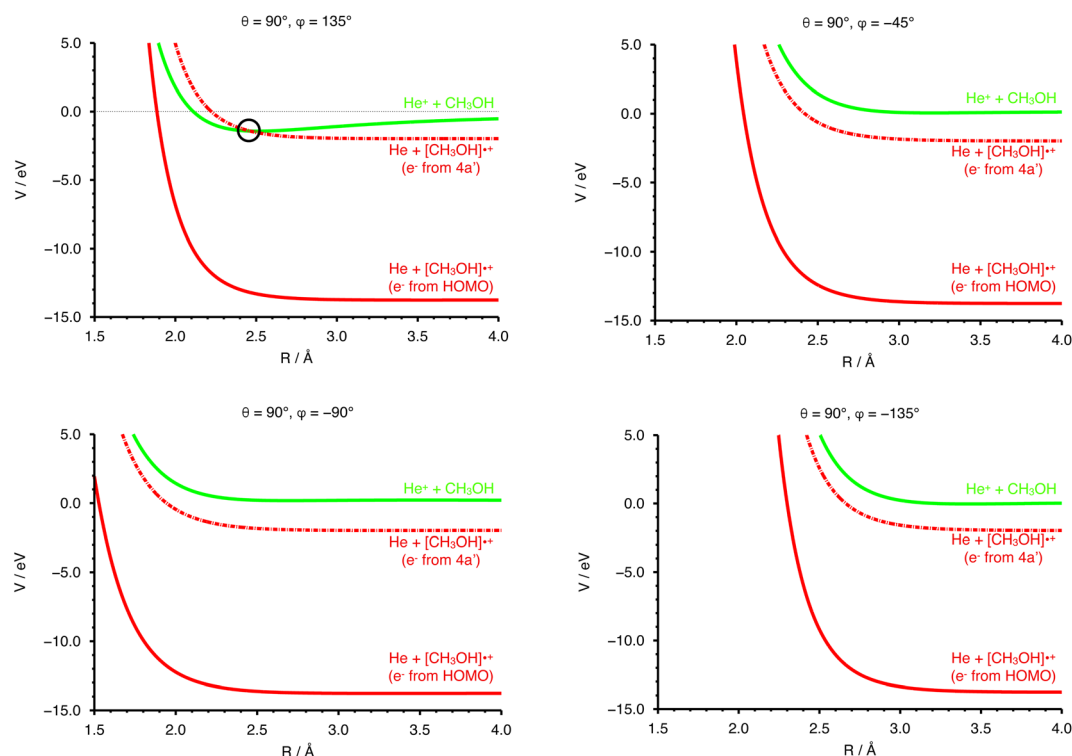 θ = 90°, φ = 135°
5.0
0.0
−5.0
−10.0
−15.0
V / eV
He⁺ + CH₃OH
He + [CH₃OH]•⁺
(e⁻ from 4a’)
He + [CH₃OH]•⁺
(e⁻ from HOMO)
1.5 2.0 2.5 3.0 3.5 4.0
R / Å
θ = 90°, φ = −45°
5.0
0.0
−5.0
−10.0
−15.0
V / eV
He⁺ + CH₃OH
He + [CH₃OH]•⁺
(e⁻ from 4a’)
He + [CH₃OH]•⁺
(e⁻ from HOMO)
1.5 2.0 2.5 3.0 3.5 4.0
R / Å
θ = 90°, φ = −90°
5.0
0.0
−5.0
−10.0
−15.0
V / eV
He⁺ + CH₃OH
He + [CH₃OH]•⁺
(e⁻ from 4a’)
He + [CH₃OH]•⁺
(e⁻ from HOMO)
1.5 2.0 2.5 3.0 3.5 4.0
R / Å
θ = 90°, φ = −135°
5.0
0.0
−5.0
−10.0
−15.0
V / eV
He⁺ + CH₃OH
He + [CH₃OH]•⁺
(e⁻ from 4a’)
He + [CH₃OH]•⁺
(e⁻ from HOMO)
1.5 2.0 2.5 3.0 3.5 4.0
R / Å